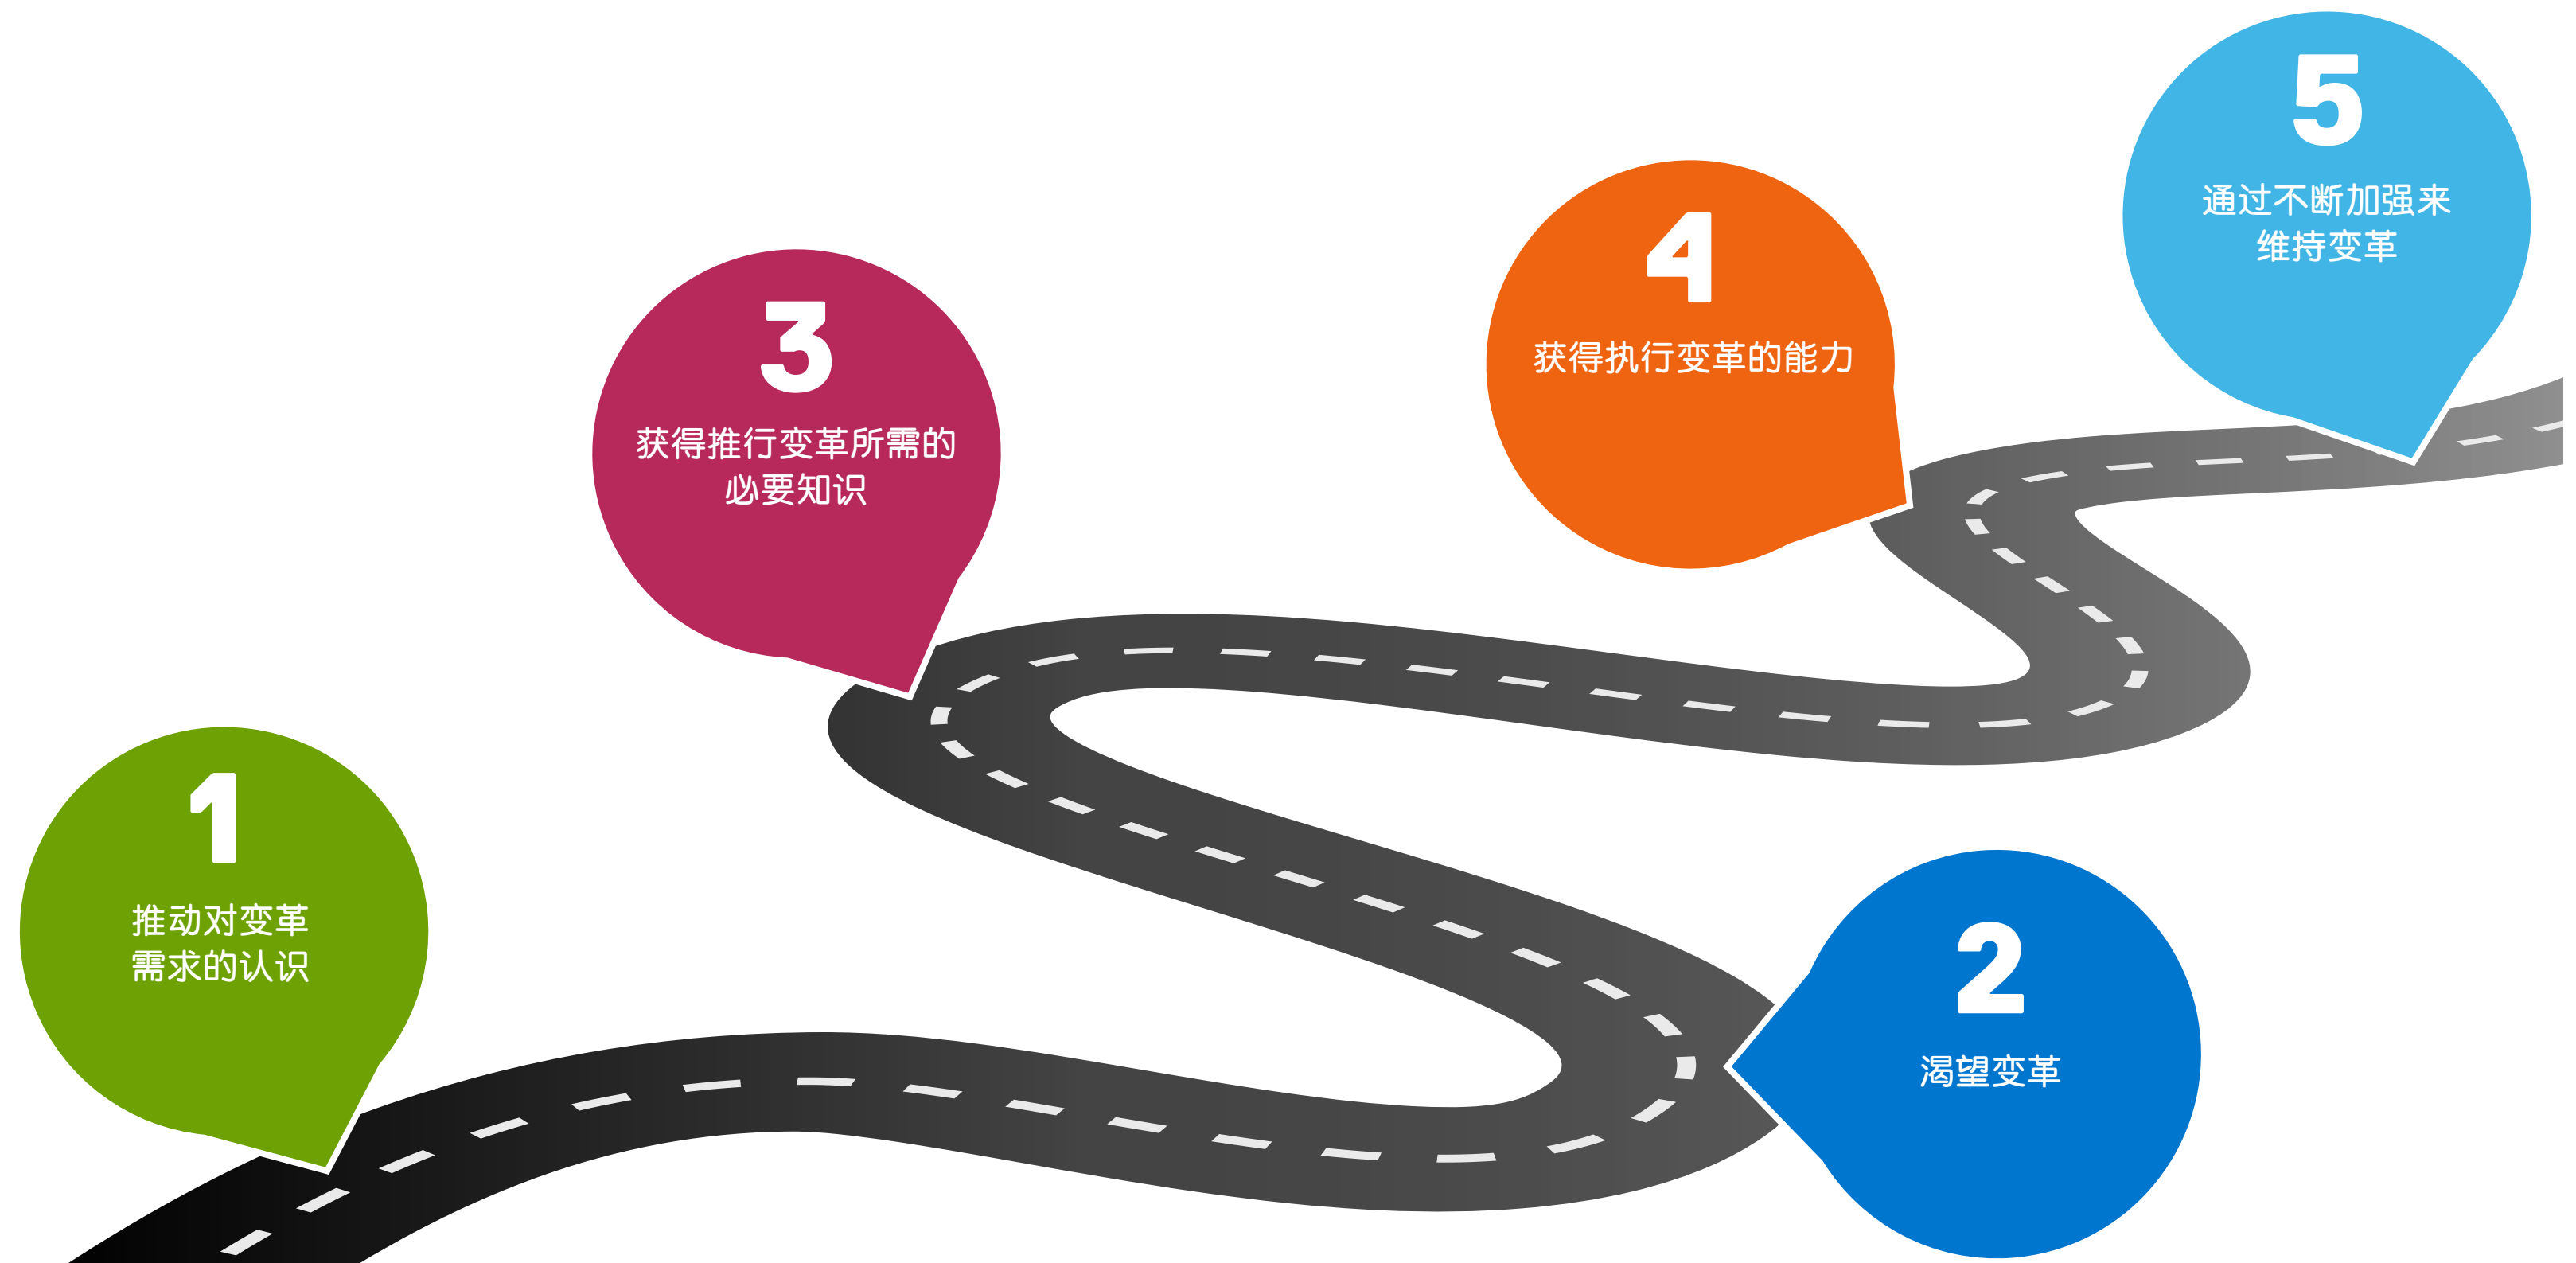 1
推动对变革
需求的认识
2
渴望变革
3
获得推行变革所需的
必要知识
4
获得执行变革的能力
5
通过不断加强来
维持变革